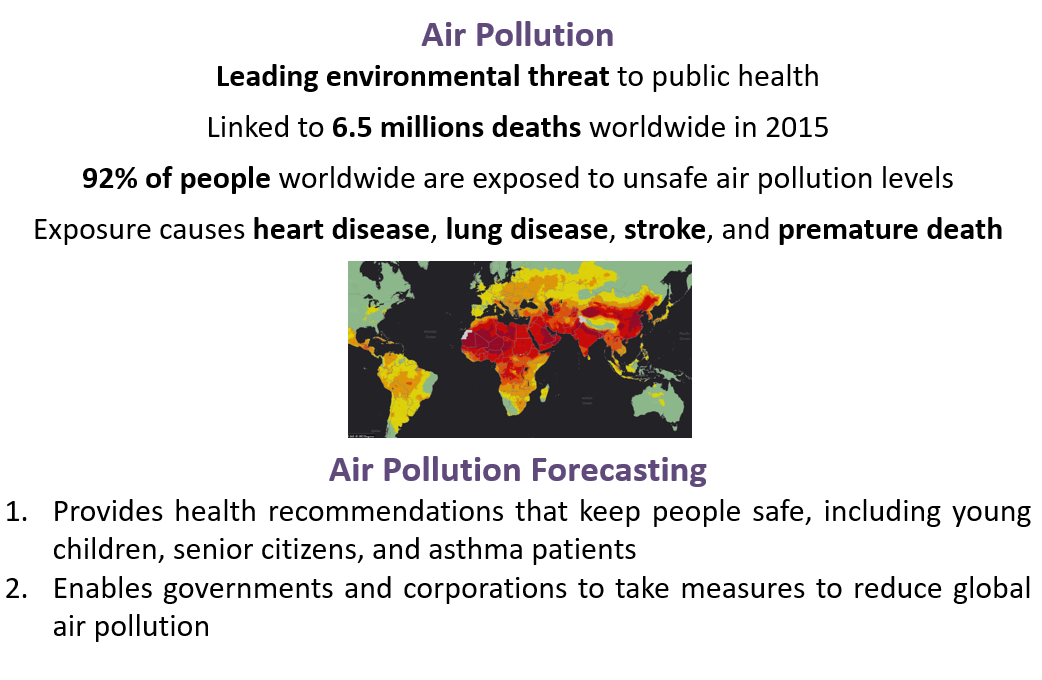 Air Pollution
Leading environmental threat to public health
Linked to 6.5 millions deaths worldwide in 2015
92% of people worldwide are exposed to unsafe air pollution levels
Exposure causes heart disease, lung disease, stroke, and premature death
Air Pollution Forecasting
1. Provides health recommendations that keep people safe, including young
children, senior citizens, and asthma patients
2. Enables governments and corporations to take measures to reduce global
air pollution